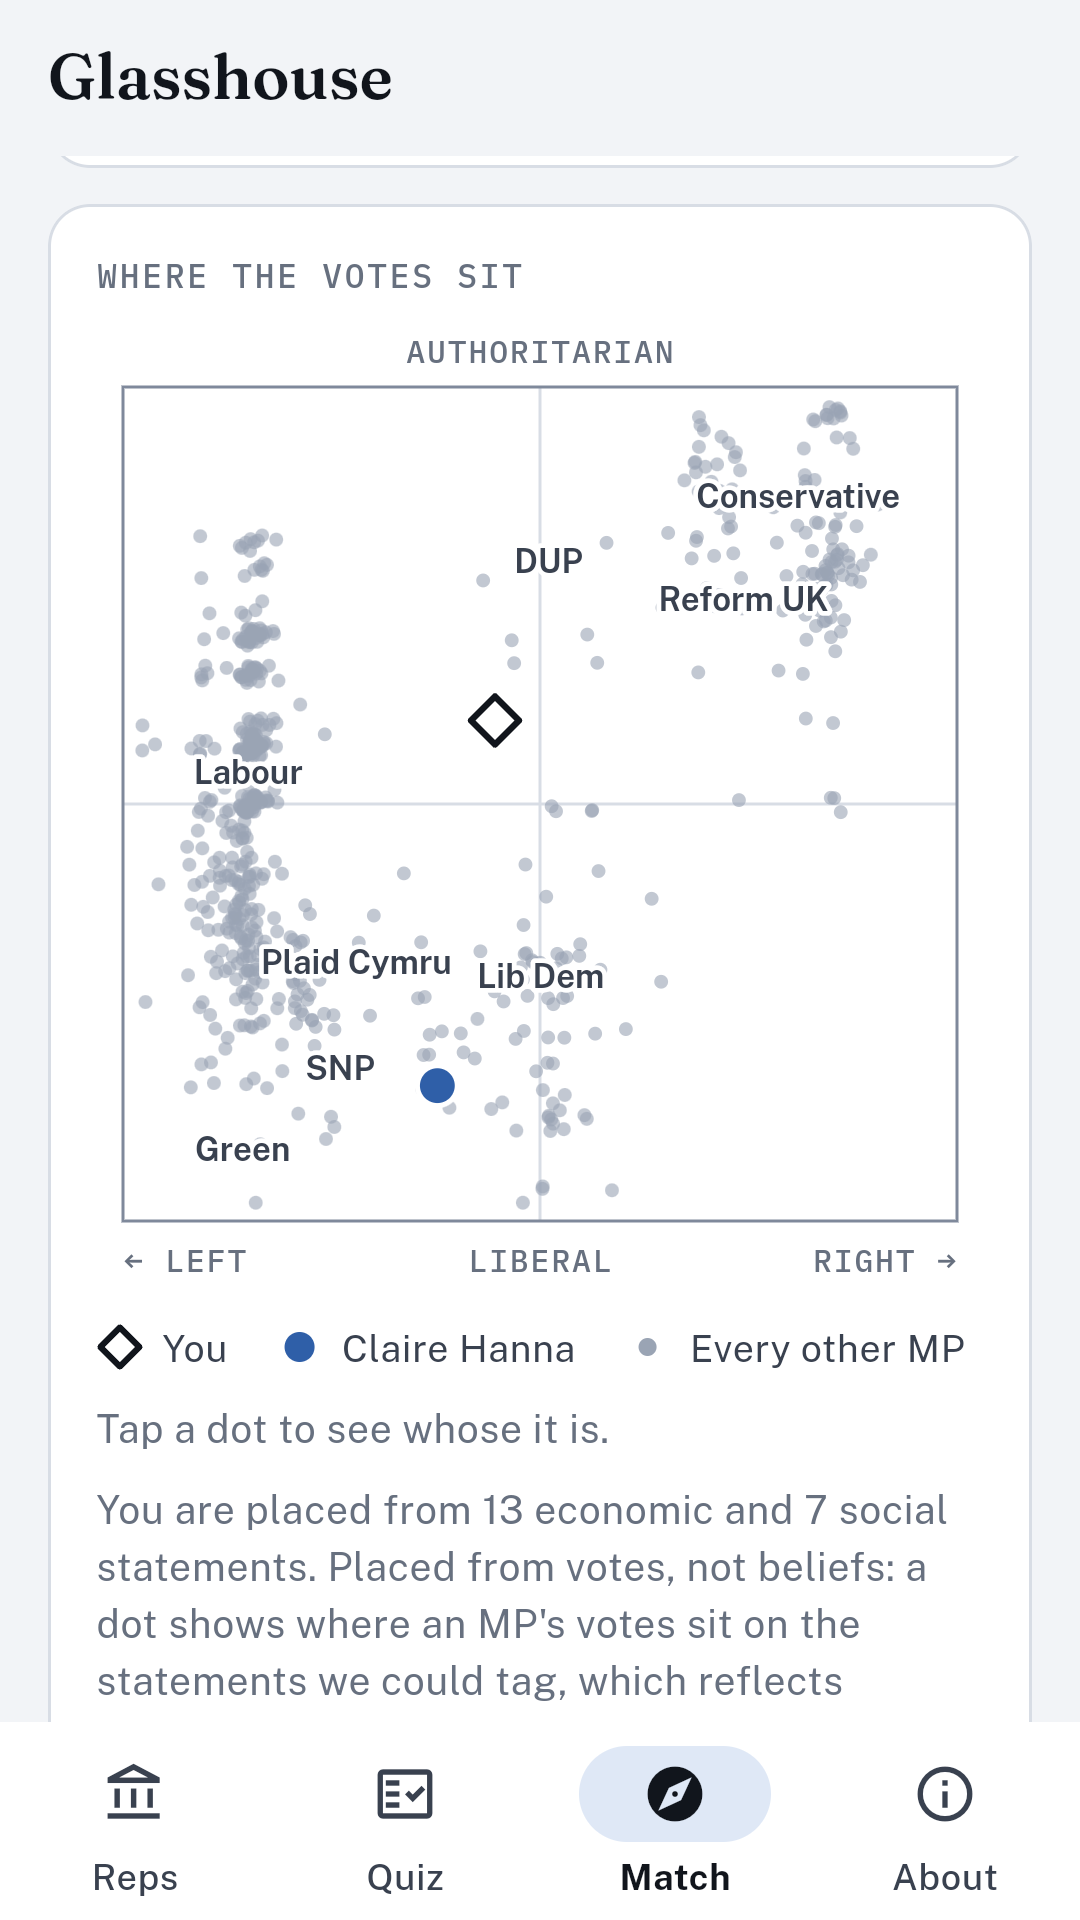 Glasshouse
WHERE THE VOTES SIT
AUTHORITARIAN
Conservative
DUP
Reform UK
Labour
Plaid Cymru
Lib Dem
SNP
Green
← LEFT LIBERAL RIGHT →
You Claire Hanna Every other MP
Tap a dot to see whose it is.
You are placed from 13 economic and 7 social
statements. Placed from votes, not beliefs: a
dot shows where an MP's votes sit on the
statements we could tag, which reflects
Reps Quiz Match About